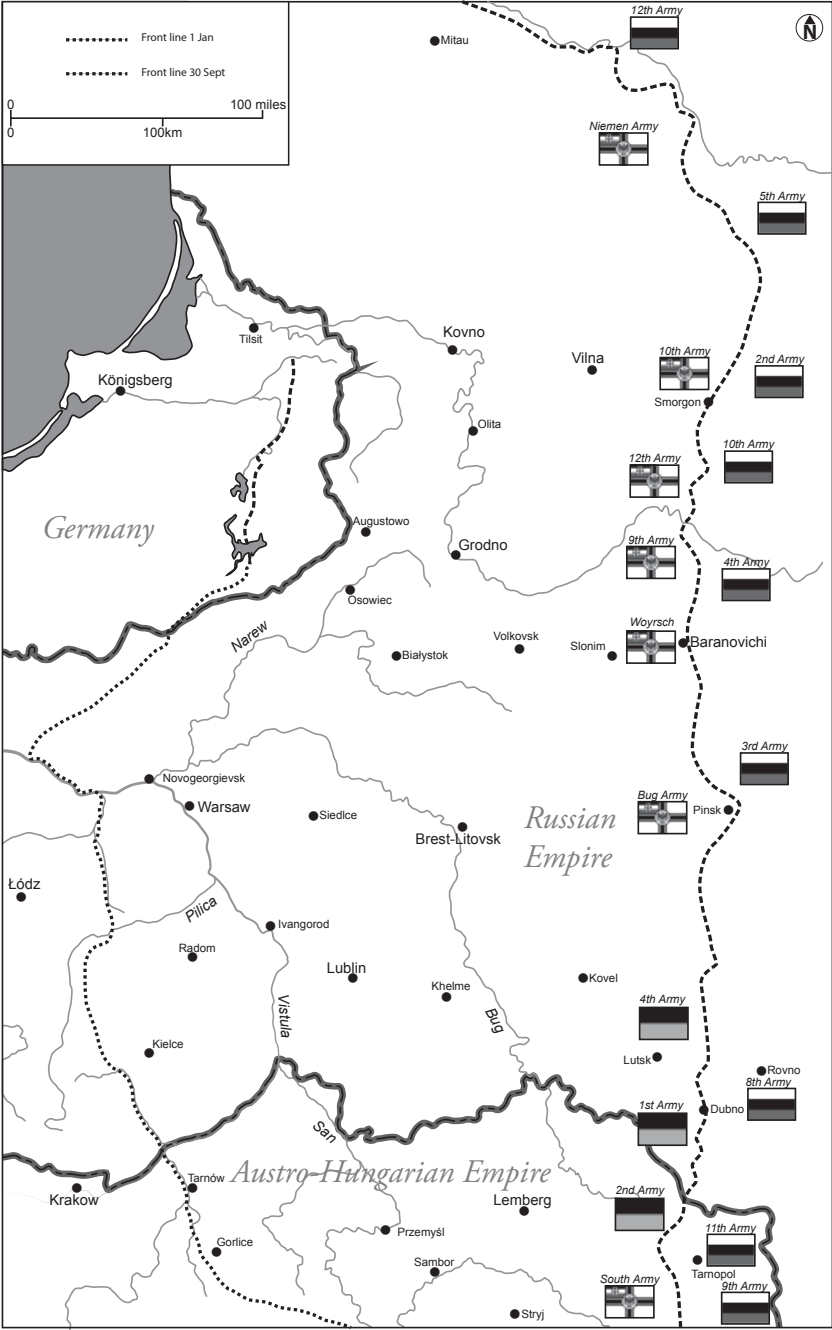 Front line 1 Jan
Front line 30 Sept
0
100 miles
0
100km
N
12th Army
Mitau
Niemen Army
5th Army
Tilsit
Kovno
Vilna
10th Army
2nd Army
Königsberg
Smorgon
Olita
10th Army
12th Army
Germany
Augustowo
Grodno
9th Army
4th Army
Osowiec
Narew
Woyrsch
Volkovsk
Slonim
Baranovichi
Białystok
3rd Army
Novogeorgievsk
Warsaw
Siedlce
Bug Army
Pinsk
Brest-Litovsk
Russian
Empire
Łódz
Pilica
Ivangorod
Radom
Lublin
Khelme
Kovel
Vistula
Bug
4th Army
Kielce
Lutsk
Rovno
8th Army
1st Army
Dubno
San
Austro-Hungarian Empire
Tarnów
Krakow
2nd Army
Lemberg
Przemyśl
11th Army
Gorlice
Sambor
Tarnopol
South Army
9th Army
Stryj